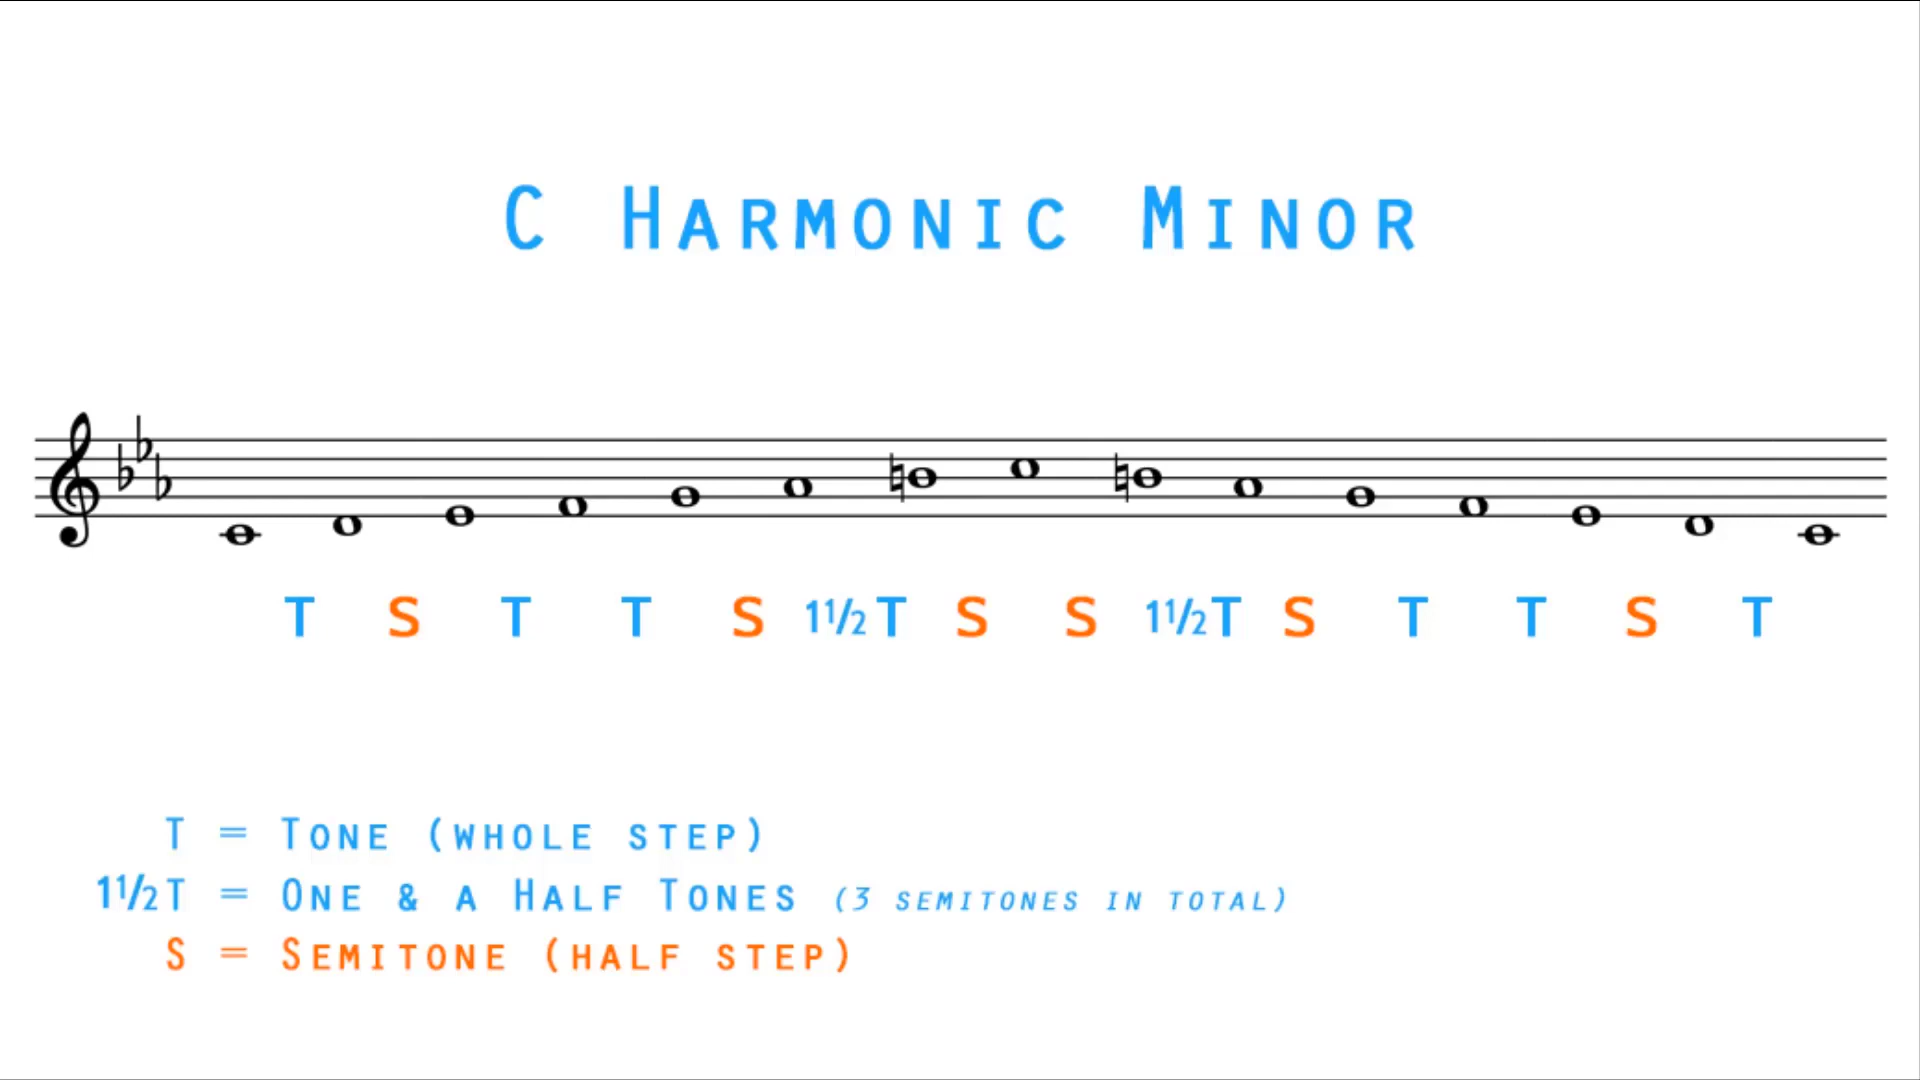 C Harmonic Minor
T S T T S 1½T S S 1½T S T T S T
T = Tone (whole step)
1½T = One & a Half Tones (3 semitones in total)
S = Semitone (half step)